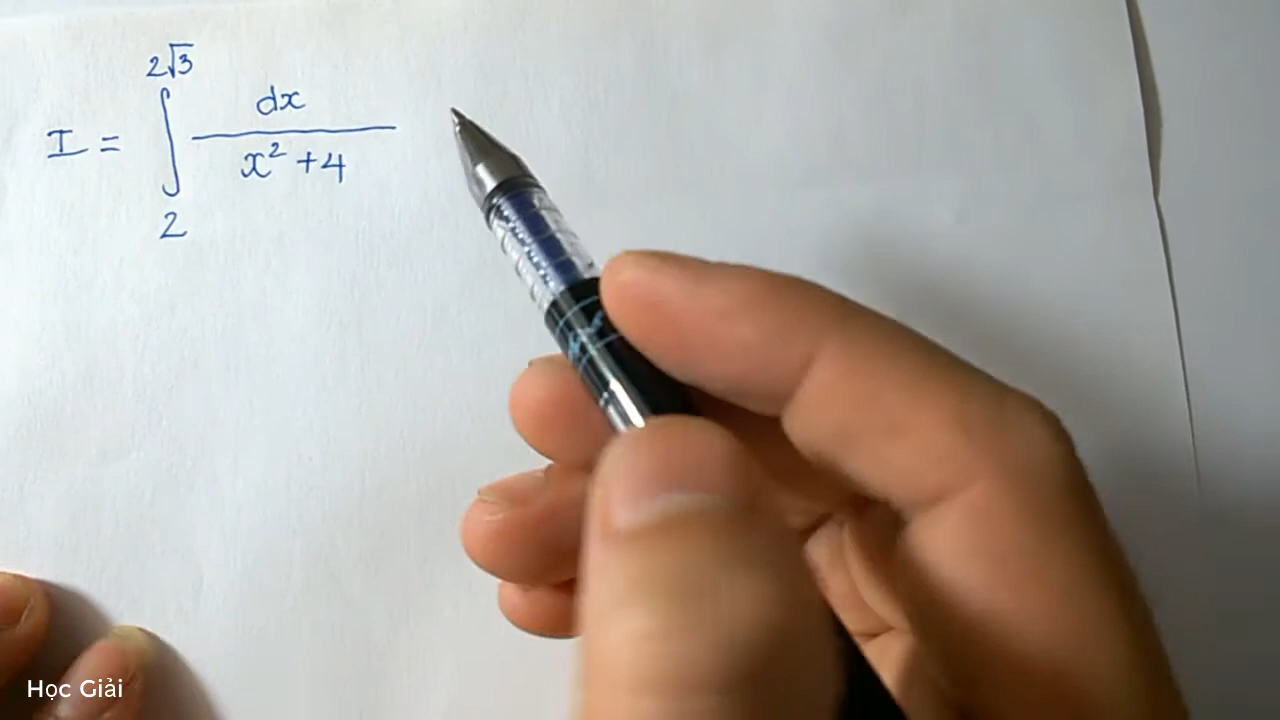 2√3
I = ∫ dx
x² + 4
2
Học Giải